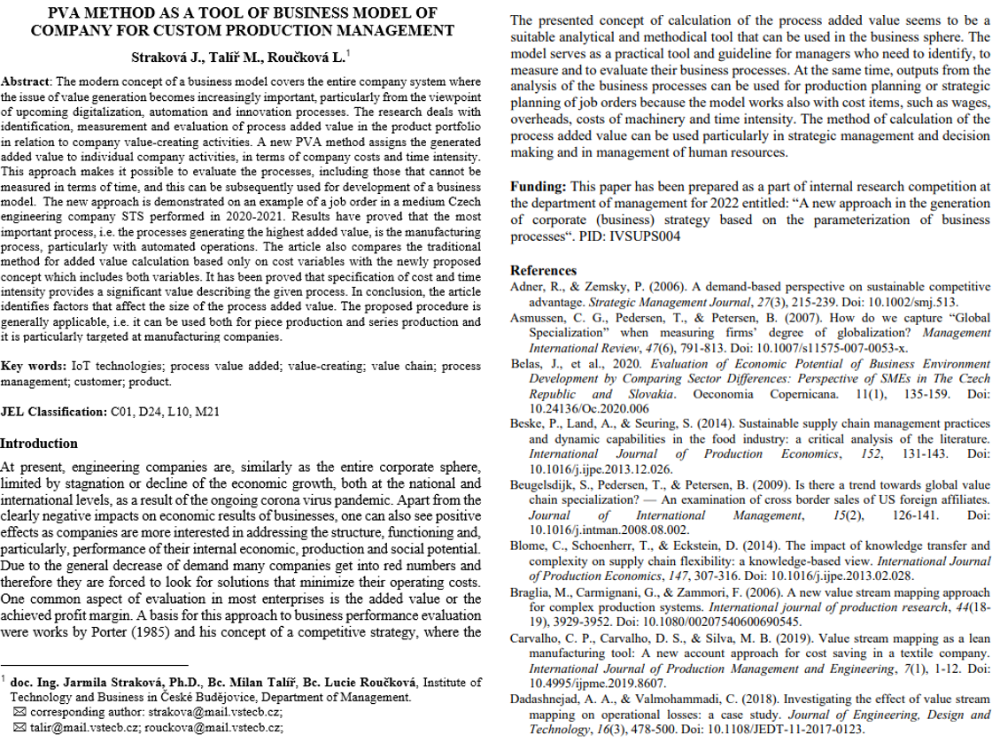 PVA METHOD AS A TOOL OF BUSINESS MODEL OF
COMPANY FOR CUSTOM PRODUCTION MANAGEMENT
Straková J., Talíř M., Roučková L.1
Abstract: The modern concept of a business model covers the entire company system where
the issue of value generation becomes increasingly important, particularly from the viewpoint
of upcoming digitalization, automation and innovation processes. The research deals with
identification, measurement and evaluation of process added value in the product portfolio
in relation to company value-creating activities. A new PVA method assigns the generated
added value to individual company activities, in terms of company costs and time intensity.
This approach makes it possible to evaluate the processes, including those that cannot be
measured in terms of time, and this can be subsequently used for development of a business
model. The new approach is demonstrated on an example of a job order in a medium Czech
engineering company STS performed in 2020-2021. Results have proved that the most
important process, i.e. the processes generating the highest added value, is the manufacturing
process, particularly with automated operations. The article also compares the traditional
method for added value calculation based only on cost variables with the newly proposed
concept which includes both variables. It has been proved that specification of cost and time
intensity provides a significant value describing the given process. In conclusion, the article
identifies factors that affect the size of the process added value. The proposed procedure is
generally applicable, i.e. it can be used both for piece production and series production and
it is particularly targeted at manufacturing companies.
Key words: IoT technologies; process value added; value-creating; value chain; process
management; customer; product.
JEL Classification: C01, D24, L10, M21
Introduction
At present, engineering companies are, similarly as the entire corporate sphere,
limited by stagnation or decline of the economic growth, both at the national and
international levels, as a result of the ongoing corona virus pandemic. Apart from the
clearly negative impacts on economic results of businesses, one can also see positive
effects as companies are more interested in addressing the structure, functioning and,
particularly, performance of their internal economic, production and social potential.
Due to the general decrease of demand many companies get into red numbers and
therefore they are forced to look for solutions that minimize their operating costs.
One common aspect of evaluation in most enterprises is the added value or the
achieved profit margin. A basis for this approach to business performance evaluation
were works by Porter (1985) and his concept of a competitive strategy, where the
1 doc. Ing. Jarmila Straková, Ph.D., Bc. Milan Talíř, Bc. Lucie Roučková, Institute of
Technology and Business in České Budějovice, Department of Management.
✉ corresponding author: strakova@mail.vstecb.cz;
✉ talir@mail.vstecb.cz; rouckova@mail.vstecb.cz;
The presented concept of calculation of the process added value seems to be a
suitable analytical and methodical tool that can be used in the business sphere. The
model serves as a practical tool and guideline for managers who need to identify, to
measure and to evaluate their business processes. At the same time, outputs from the
analysis of the business processes can be used for production planning or strategic
planning of job orders because the model works also with cost items, such as wages,
overheads, costs of machinery and time intensity. The method of calculation of the
process added value can be used particularly in strategic management and decision
making and in management of human resources.
Funding: This paper has been prepared as a part of internal research competition at
the department of management for 2022 entitled: “A new approach in the generation
of corporate (business) strategy based on the parameterization of business
processes“. PID: IVSUPS004
References
Adner, R., & Zemsky, P. (2006). A demand-based perspective on sustainable competitive
advantage. Strategic Management Journal, 27(3), 215-239. Doi: 10.1002/smj.513.
Asmussen, C. G., Pedersen, T., & Petersen, B. (2007). How do we capture “Global
Specialization” when measuring firms’ degree of globalization? Management
International Review, 47(6), 791-813. Doi: 10.1007/s11575-007-0053-x.
Belas, J., et al., 2020. Evaluation of Economic Potential of Business Environment
Development by Comparing Sector Differences: Perspective of SMEs in The Czech
Republic and Slovakia. Oeconomia Copernicana. 11(1), 135-159. Doi:
10.24136/Oc.2020.006
Beske, P., Land, A., & Seuring, S. (2014). Sustainable supply chain management practices
and dynamic capabilities in the food industry: a critical analysis of the literature.
International Journal of Production Economics, 152, 131-143. Doi:
10.1016/j.ijpe.2013.12.026.
Beugelsdijk, S., Pedersen, T., & Petersen, B. (2009). Is there a trend towards global value
chain specialization? — An examination of cross border sales of US foreign affiliates.
Journal of International Management, 15(2), 126-141. Doi:
10.1016/j.intman.2008.08.002.
Blome, C., Schoenherr, T., & Eckstein, D. (2014). The impact of knowledge transfer and
complexity on supply chain flexibility: a knowledge-based view. International Journal
of Production Economics, 147, 307-316. Doi: 10.1016/j.ijpe.2013.02.028.
Braglia, M., Carmignani, G., & Zammori, F. (2006). A new value stream mapping approach
for complex production systems. International journal of production research, 44(18-
19), 3929-3952. Doi: 10.1080/00207540600690545.
Carvalho, C. P., Carvalho, D. S., & Silva, M. B. (2019). Value stream mapping as a lean
manufacturing tool: A new account approach for cost saving in a textile company.
International Journal of Production Management and Engineering, 7(1), 1-12. Doi:
10.4995/ijpme.2019.8607.
Dadashnejad, A. A., & Valmohammadi, C. (2018). Investigating the effect of value stream
mapping on operational losses: a case study. Journal of Engineering, Design and
Technology, 16(3), 478-500. Doi: 10.1108/JEDT-11-2017-0123.